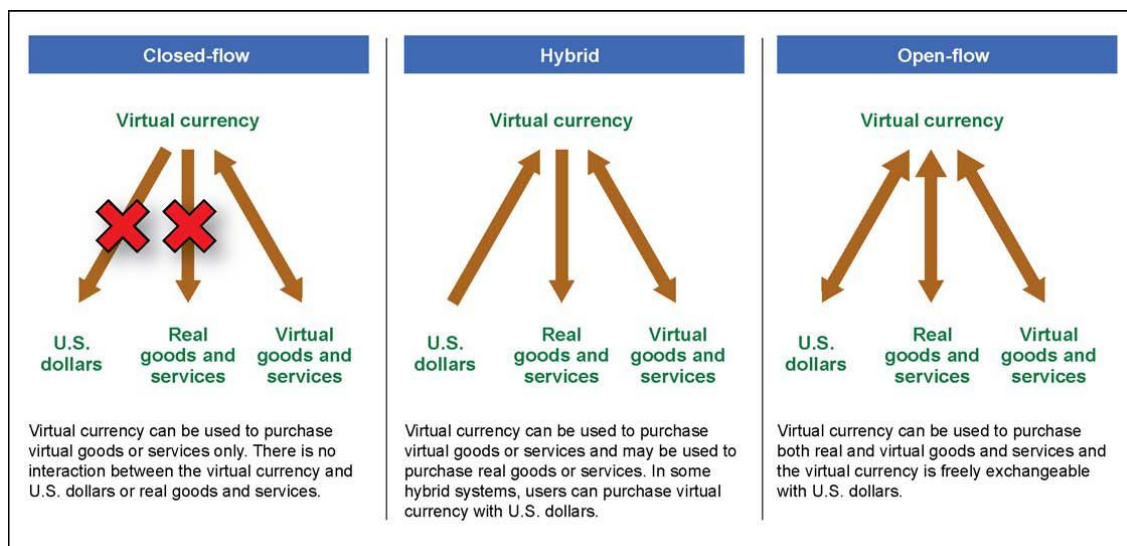 Closed-flow
Virtual currency
U.S.
dollars
Real
goods and
services
Virtual
goods and
services
Virtual currency can be used to purchase
virtual goods or services only. There is no
interaction between the virtual currency and
U.S. dollars or real goods and services.
Hybrid
Virtual currency
U.S.
dollars
Real
goods and
services
Virtual
goods and
services
Virtual currency can be used to purchase
virtual goods or services and may be used to
purchase real goods or services. In some
hybrid systems, users can purchase virtual
currency with U.S. dollars.
Open-flow
Virtual currency
U.S.
dollars
Real
goods and
services
Virtual
goods and
services
Virtual currency can be used to purchase
both real and virtual goods and services and
the virtual currency is freely exchangeable
with U.S. dollars.